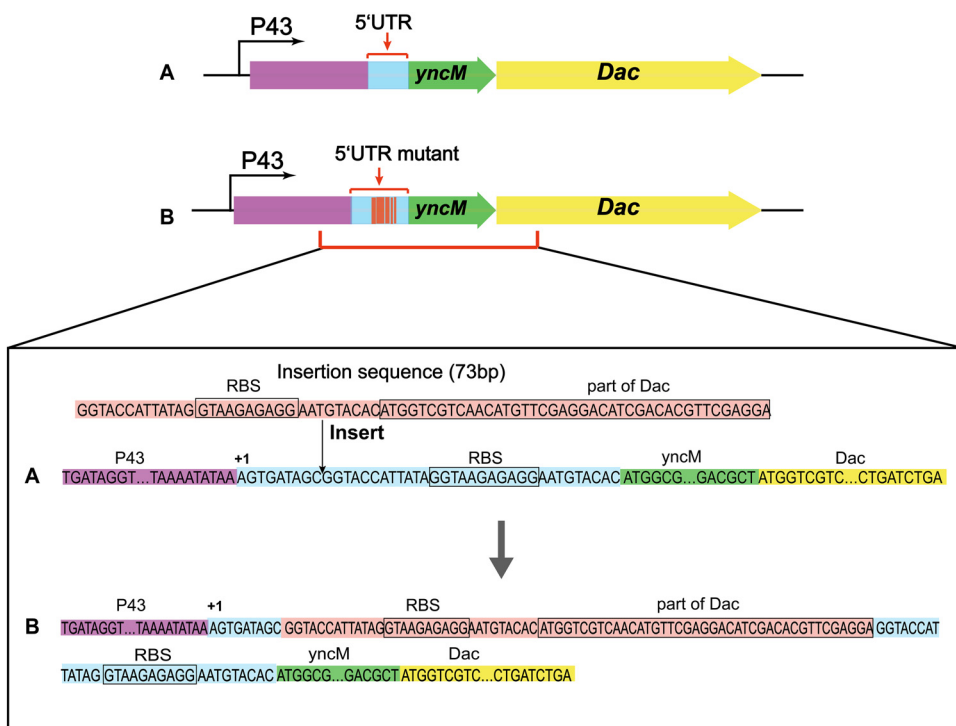 P43
5'UTR
A
yncM
Dac
P43
5'UTR mutant
B
yncM
Dac
Insertion sequence (73bp)
RBS
part of Dac
GGTACCATTATAG GTAAGAGAGG AATGTACAC ATGGTCGTCAACATGTTCGAGGACATCGACACGTTCGAGGA
Insert
P43 +1 RBS yncM Dac
A TGATAGGT...TAAAATATAA AGTGATAGCGGTACCATTATA GGTAAGAGAGG AATGTACAC ATGGCG...GACGCT ATGGTCGTC...CTGATCTGA
P43 +1 RBS part of Dac
B TGATAGGT...TAAAATATAA AGTGATAGC GGTACCATTATAG GTAAGAGAGG AATGTACAC ATGGTCGTCAACATGTTCGAGGACATCGACACGTTCGAGGA GGTACCAT
RBS yncM Dac
TATAG GTAAGAGAGG AATGTACAC ATGGCG...GACGCT ATGGTCGTC...CTGATCTGA